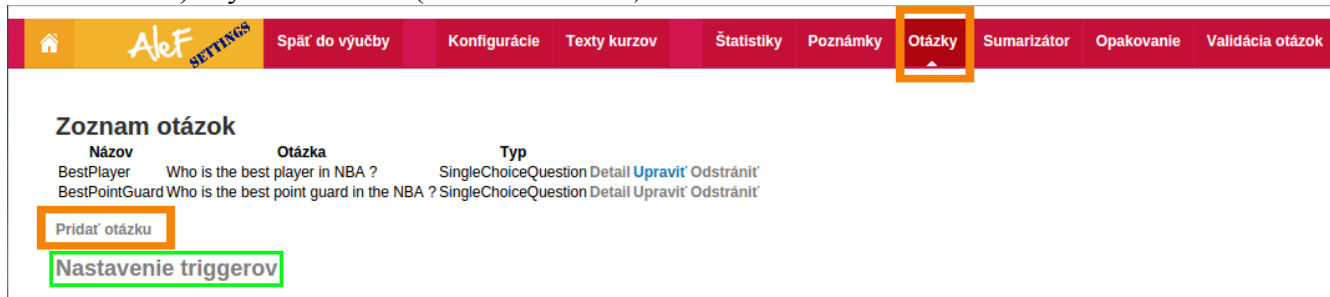 AleF SETTINGS Späť do výučby Konfigurácie Texty kurzov Štatistiky Poznámky Otázky Sumarizátor Opakovanie Validácia otázok
Zoznam otázok
Názov Otázka Typ
BestPlayer Who is the best player in NBA ? SingleChoiceQuestion Detail Upraviť Odstrániť
BestPointGuard Who is the best point guard in the NBA ? SingleChoiceQuestion Detail Upraviť Odstrániť
Pridať otázku
Nastavenie triggerov